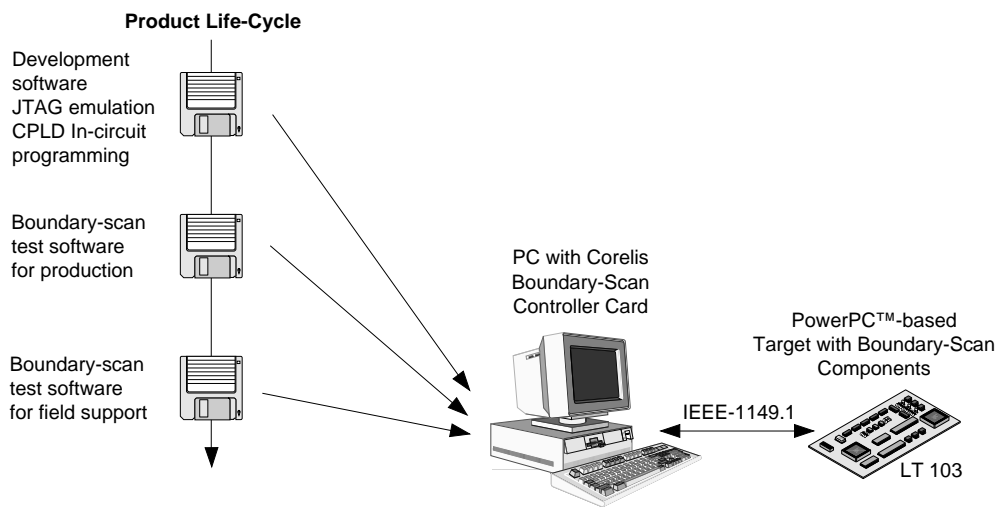 Product Life-Cycle
Development
software
JTAG emulation
CPLD In-circuit
programming
Boundary-scan
test software
for production
Boundary-scan
test software
for field support
PC with Corelis
Boundary-Scan
Controller Card
IEEE-1149.1
PowerPC™-based
Target with Boundary-Scan
Components
LT 103